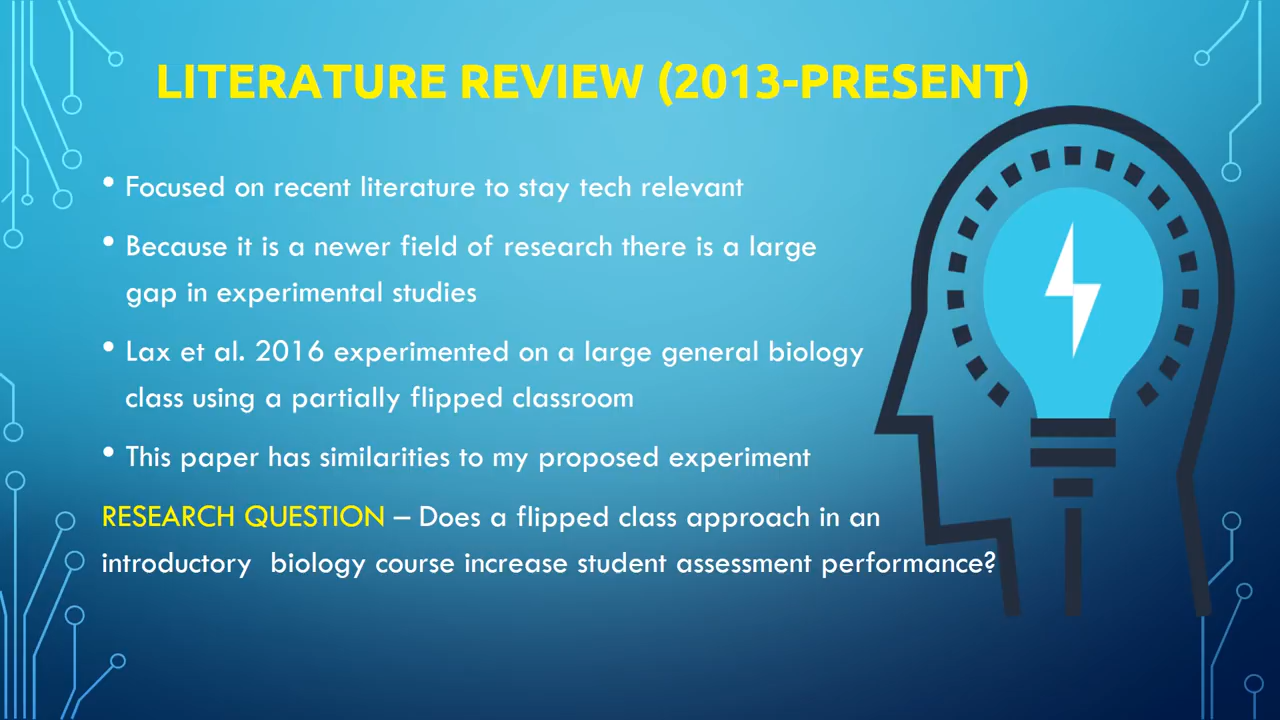 LITERATURE REVIEW (2013-PRESENT)
• Focused on recent literature to stay tech relevant
• Because it is a newer field of research there is a large
gap in experimental studies
• Lax et al. 2016 experimented on a large general biology
class using a partially flipped classroom
• This paper has similarities to my proposed experiment
RESEARCH QUESTION – Does a flipped class approach in an
introductory  biology course increase student assessment performance?